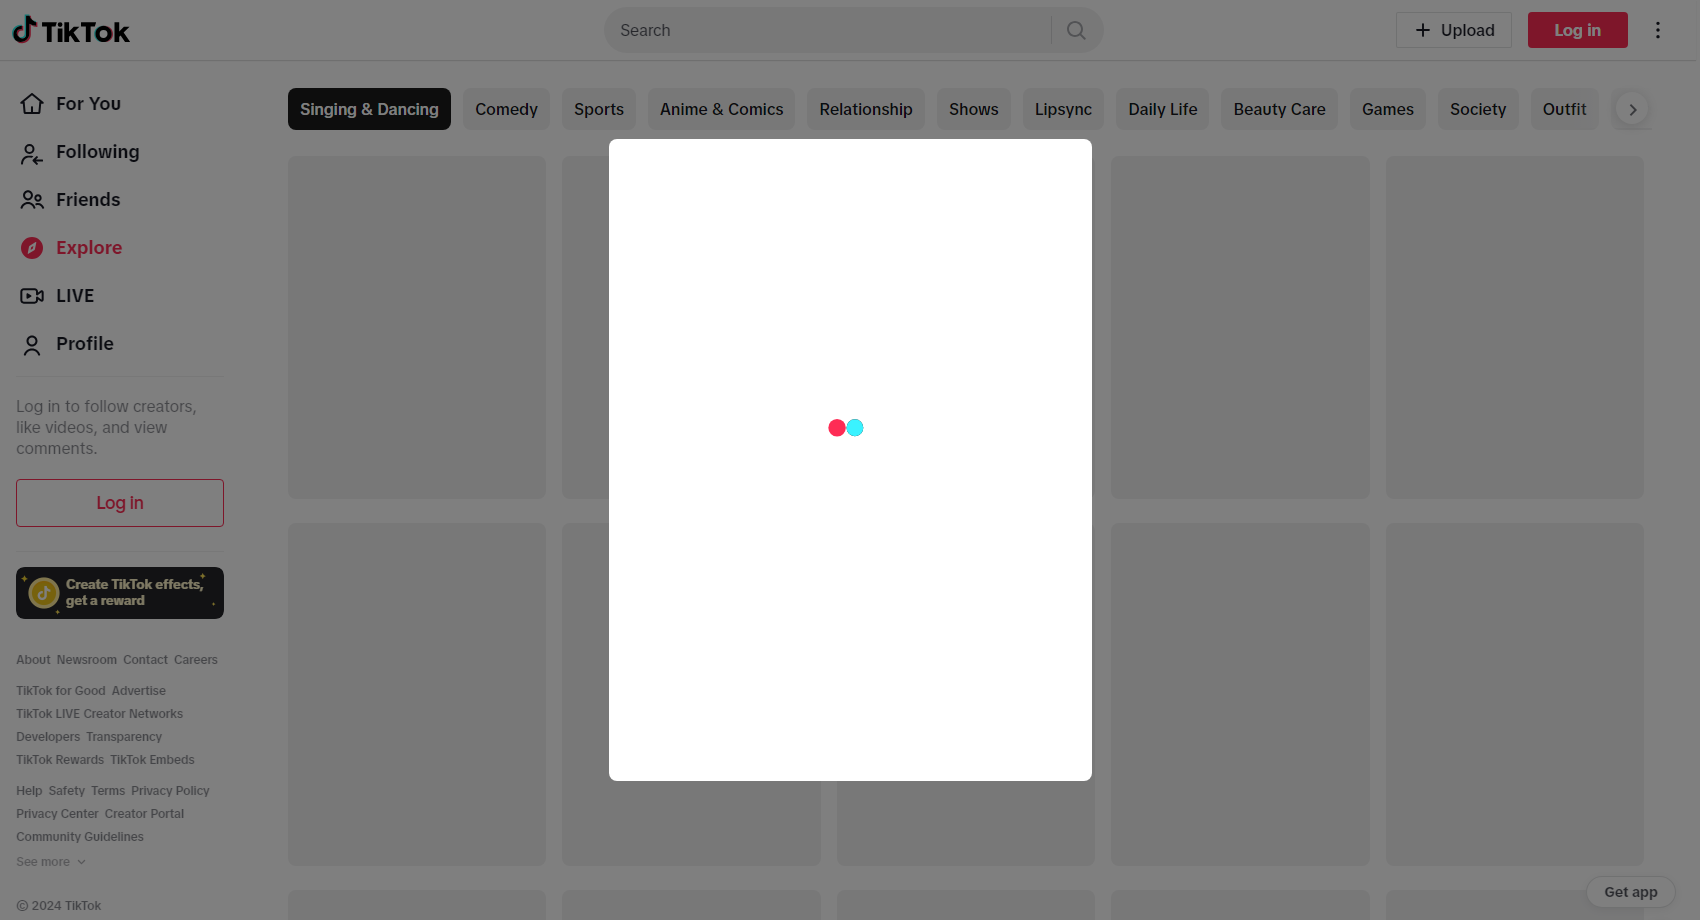 TikTok
Search
Upload
Log in
For You
Following
Friends
Explore
LIVE
Profile
Log in to follow creators,
like videos, and view
comments.
Log in
Create TikTok effects,
get a reward
About Newsroom Contact Careers
TikTok for Good Advertise
TikTok LIVE Creator Networks
Developers Transparency
TikTok Rewards TikTok Embeds
Help Safety Terms Privacy Policy
Privacy Center Creator Portal
Community Guidelines
See more
© 2024 TikTok
Singing & Dancing Comedy Sports Anime & Comics Relationship Shows Lipsync Daily Life Beauty Care Games Society Outfit
Get app